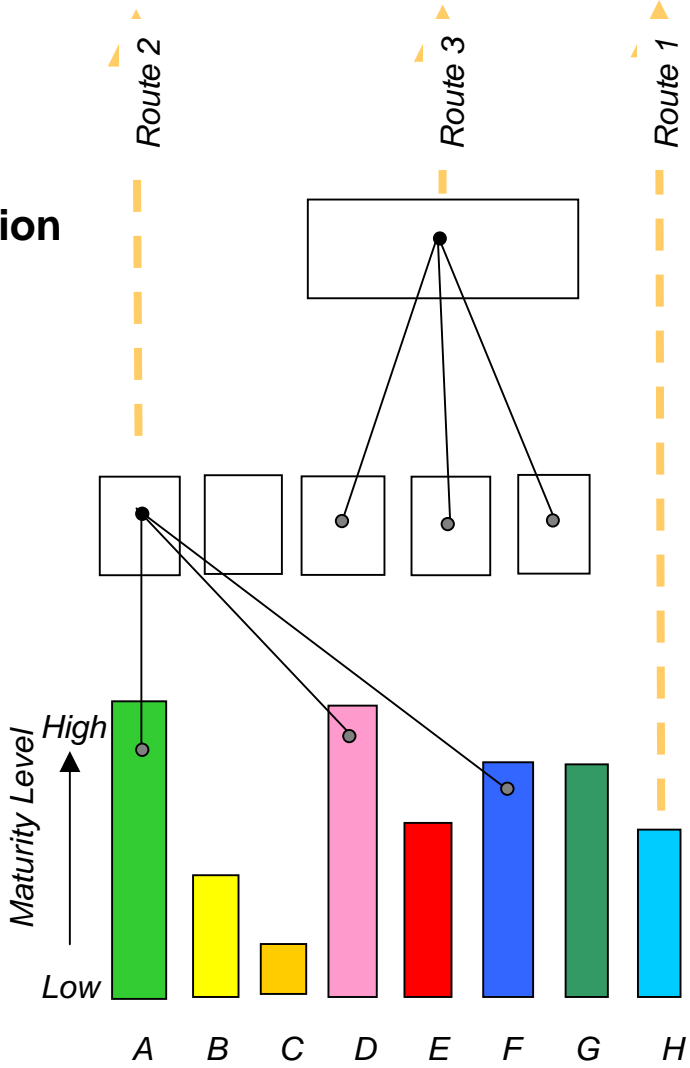 Route 2
Route 3
Route 1
ion
High
Maturity Level
Low
A B C D E F G H